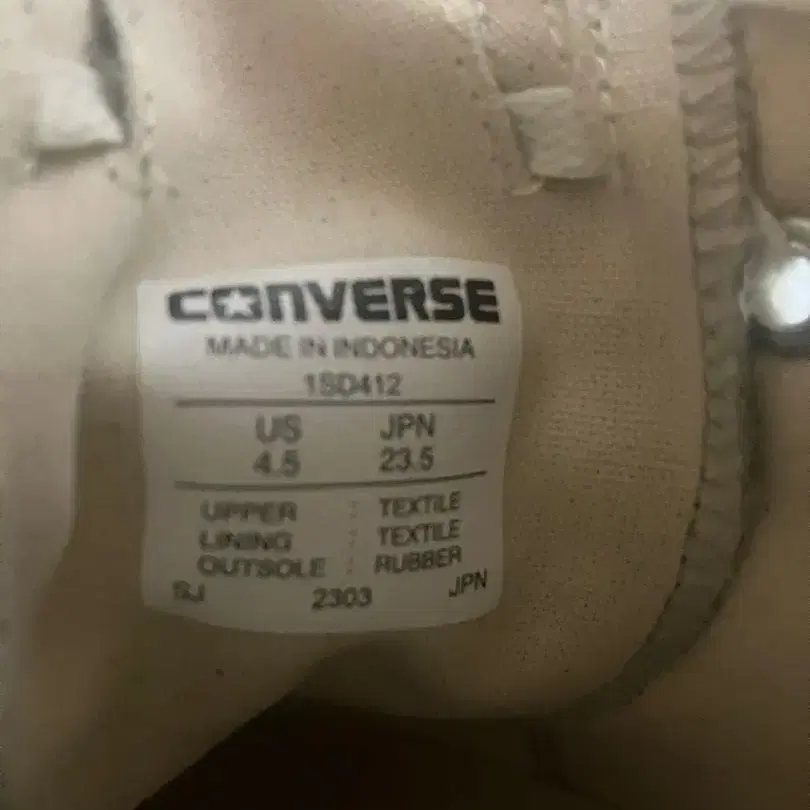 CONVERSE
MADE IN INDONESIA
1SD412
US JPN
4.5 23.5
UPPER : TEXTILE
LINING : TEXTILE
OUTSOLE : RUBBER
SJ 2303 JPN